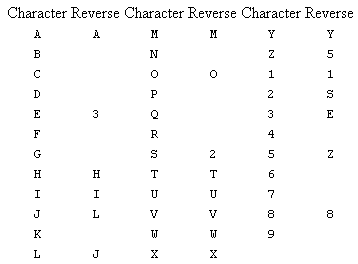 Character Reverse Character Reverse Character Reverse
A A M M Y Y
B N Z 5
C O O 1 1
D P 2 S
E 3 Q 3 E
F R 4
G S 2 5 Z
H H T T 6
I I U U 7
J L V V 8 8
K W W 9
L J X X